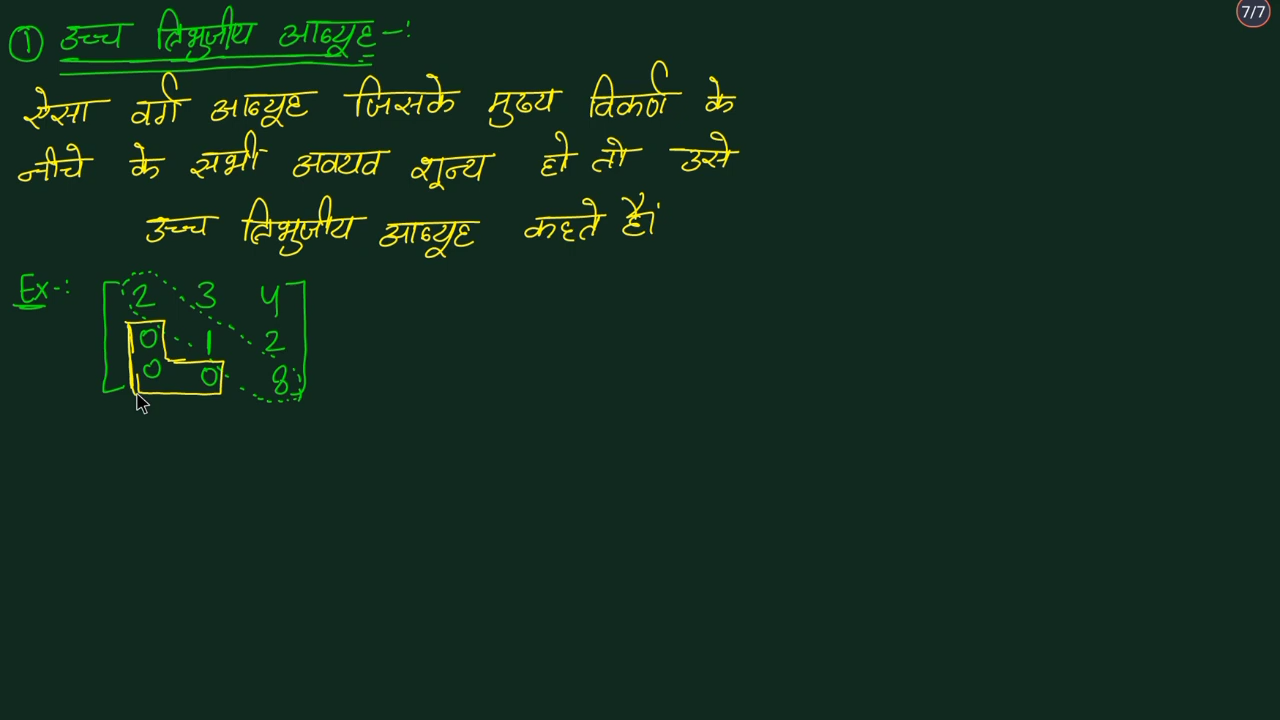 7/7
① उच्च त्रिभुजीय आव्यूह -:
ऐसा वर्ग आव्यूह जिसके मुख्य विकर्ण के
नीचे के सभी अवयव शून्य हो तो उसे
उच्च त्रिभुजीय आव्यूह कहते हैं।
Ex-:
2 3 4
0 1 2
0 0 8